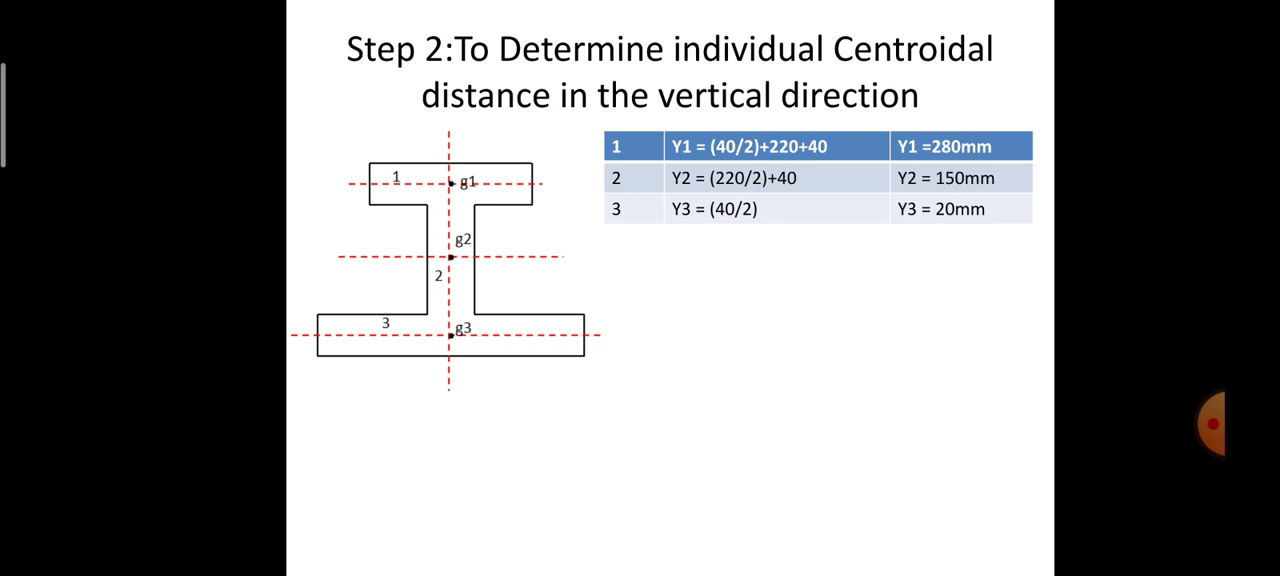 Step 2:To Determine individual Centroidal
distance in the vertical direction
1 Y1 = (40/2)+220+40 Y1 =280mm
2 Y2 = (220/2)+40 Y2 = 150mm
3 Y3 = (40/2) Y3 = 20mm
1 g1
g2
2
3 g3